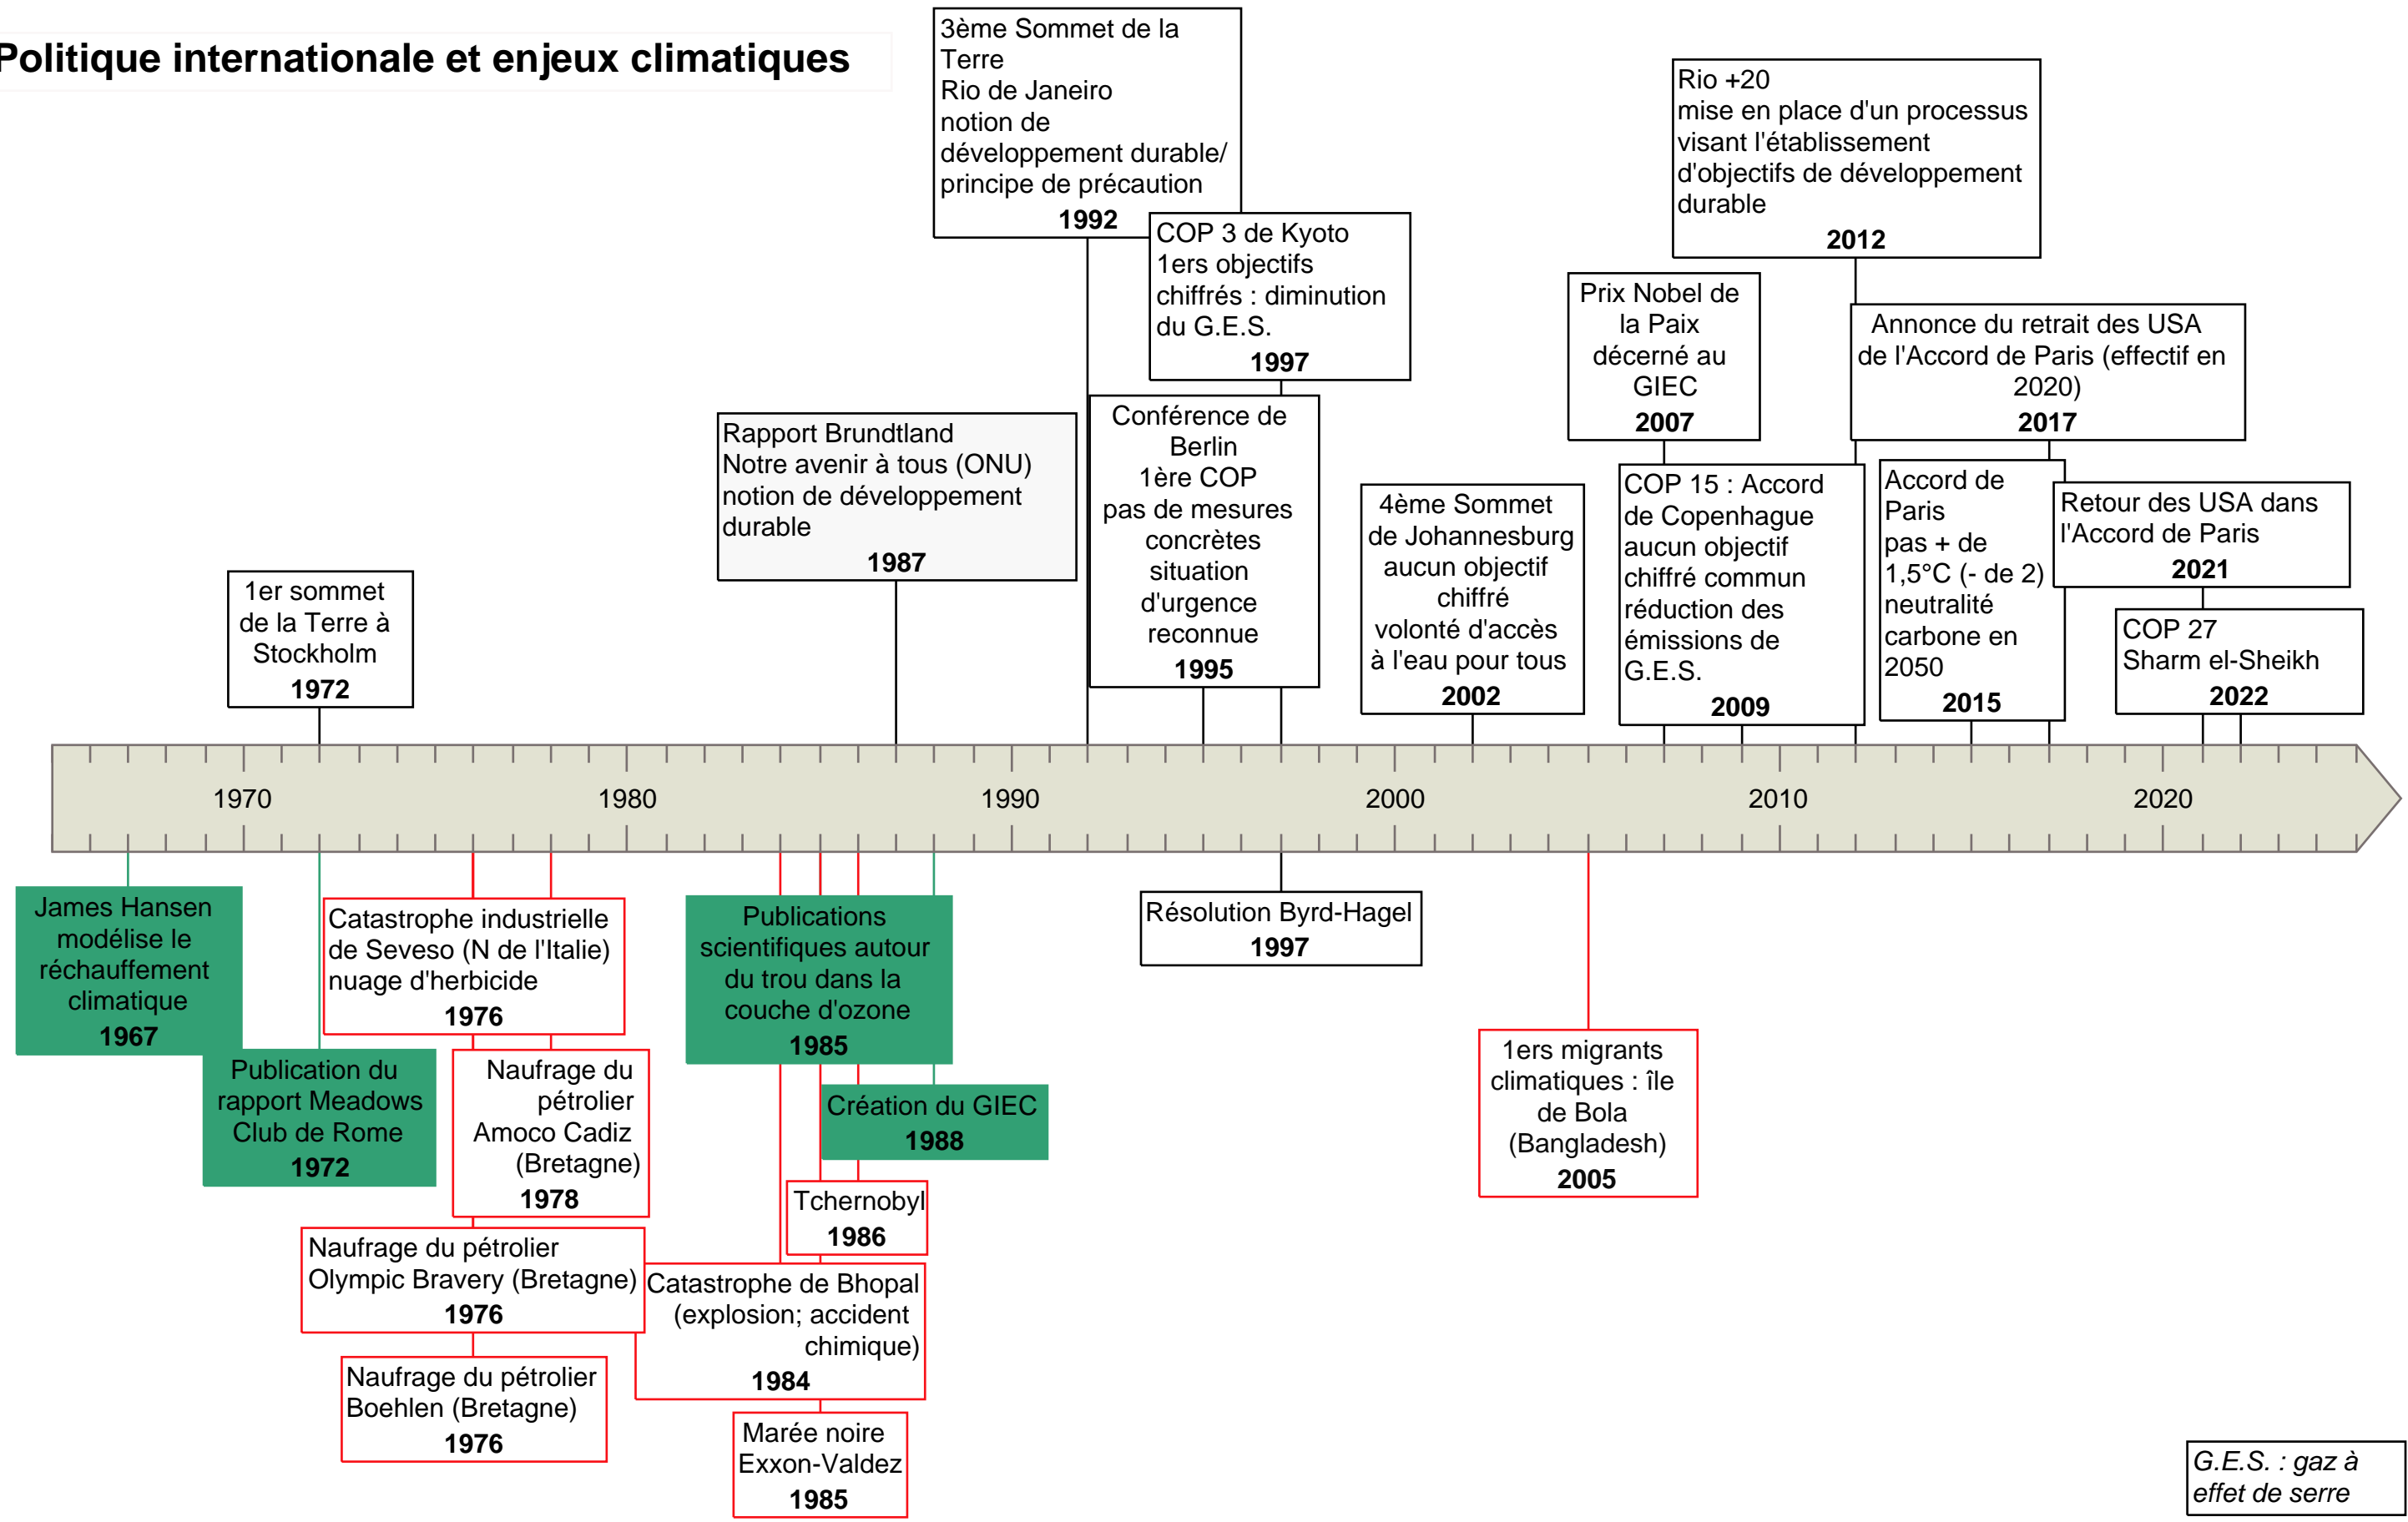 Politique internationale et enjeux climatiques
3ème Sommet de la
Terre
Rio de Janeiro
notion de
développement durable/
principe de précaution
1992
Rio +20
mise en place d'un processus
visant l'établissement
d'objectifs de développement
durable
2012
COP 3 de Kyoto
1ers objectifs
chiffrés : diminution
du G.E.S.
1997
Prix Nobel de
la Paix
décerné au
GIEC
2007
Annonce du retrait des USA
de l'Accord de Paris (effectif en
2020)
2017
Rapport Brundtland
Notre avenir à tous (ONU)
notion de développement
durable
1987
Conférence de
Berlin
1ère COP
pas de mesures
concrètes
situation
d'urgence
reconnue
1995
4ème Sommet
de Johannesburg
aucun objectif
chiffré
volonté d'accès
à l'eau pour tous
2002
COP 15 : Accord
de Copenhague
aucun objectif
chiffré commun
réduction des
émissions de
G.E.S.
2009
Accord de
Paris
pas + de
1,5°C (- de 2)
neutralité
carbone en
2050
2015
Retour des USA dans
l'Accord de Paris
2021
1er sommet
de la Terre à
Stockholm
1972
COP 27
Sharm el-Sheikh
2022
1970
1980
1990
2000
2010
2020
James Hansen
modélise le
réchauffement
climatique
1967
Catastrophe industrielle
de Seveso (N de l'Italie)
nuage d'herbicide
1976
Publications
scientifiques autour
du trou dans la
couche d'ozone
1985
Résolution Byrd-Hagel
1997
Publication du
rapport Meadows
Club de Rome
1972
Naufrage du
pétrolier
Amoco Cadiz
(Bretagne)
1978
Création du GIEC
1988
1ers migrants
climatiques : île
de Bola
(Bangladesh)
2005
Tchernobyl
1986
Naufrage du pétrolier
Olympic Bravery (Bretagne)
1976
Catastrophe de Bhopal
(explosion; accident
chimique)
1984
Naufrage du pétrolier
Boehlen (Bretagne)
1976
Marée noire
Exxon-Valdez
1985
G.E.S. : gaz à
effet de serre